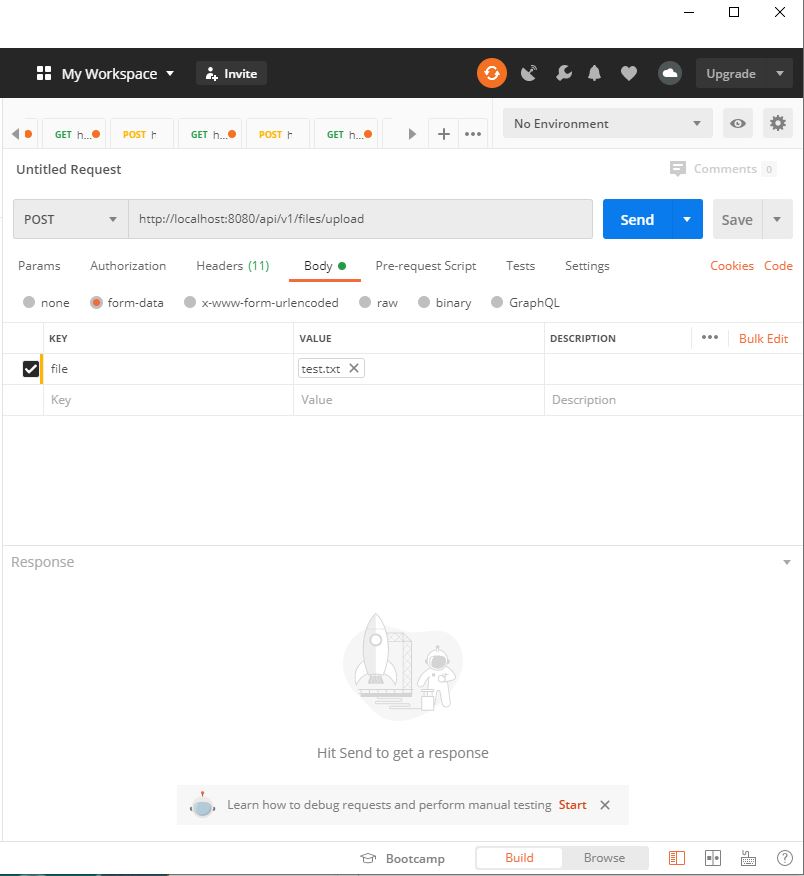 My Workspace
Invite
Upgrade
GET h...
POST h
GET h...
POST h
GET h...
No Environment
Untitled Request
Comments 0
POST
http://localhost:8080/api/v1/files/upload
Send
Save
Params Authorization Headers (11) Body Pre-request Script Tests Settings Cookies Code
none form-data x-www-form-urlencoded raw binary GraphQL
KEY VALUE DESCRIPTION ••• Bulk Edit
file test.txt
Key Value Description
Response
Hit Send to get a response
Learn how to debug requests and perform manual testing Start
Bootcamp Build Browse